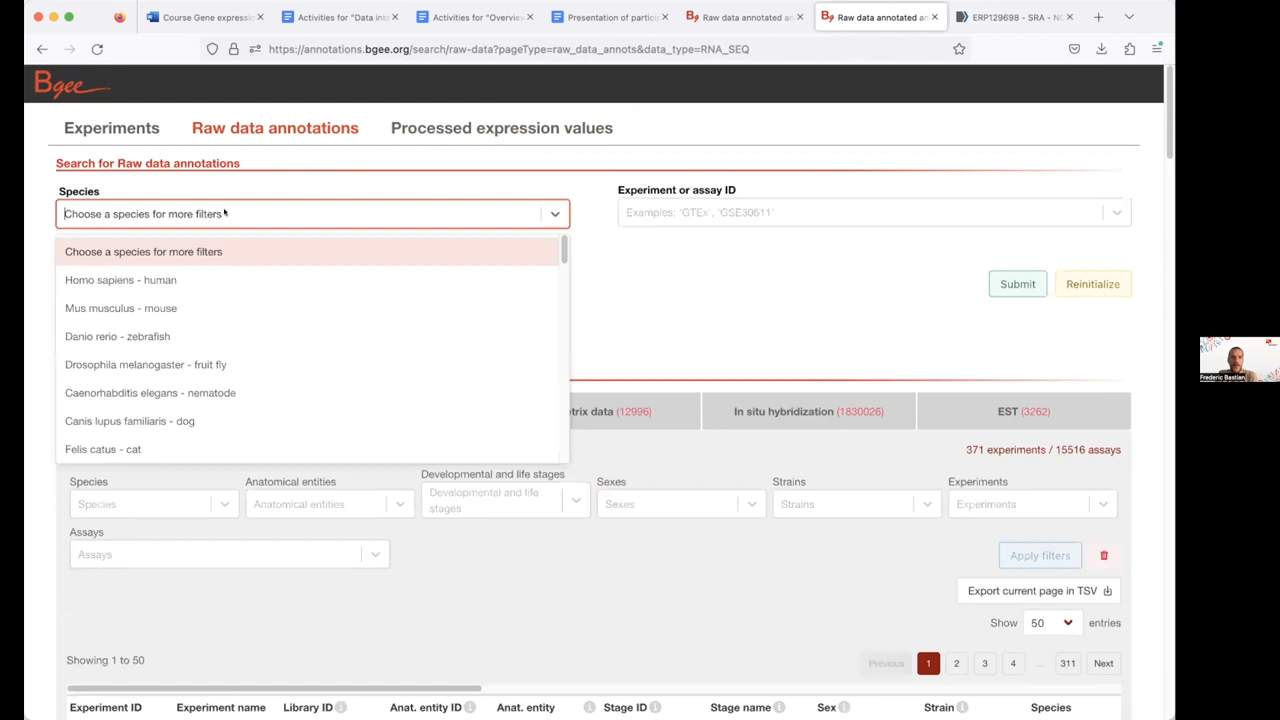 Course Gene expressi
Activities for "Data int
Activities for "Overview
Presentation of particip
Raw data annotated an
Raw data annotated an
ERP129698 - SRA - NC
https://annotations.bgee.org/search/raw-data?pageType=raw_data_annots&data_type=RNA_SEQ
Bgee
Experiments
Raw data annotations
Processed expression values
Search for Raw data annotations
Species
Experiment or assay ID
Choose a species for more filters
Examples: 'GTEx', 'GSE30611'
Choose a species for more filters
Homo sapiens - human
Mus musculus - mouse
Danio rerio - zebrafish
Drosophila melanogaster - fruit fly
Caenorhabditis elegans - nematode
Canis lupus familiaris - dog
Felis catus - cat
Submit
Reinitialize
Frederic Bastian
etrix data (12996)
In situ hybridization (1830026)
EST (3262)
371 experiments / 15516 assays
Species
Anatomical entities
Developmental and life stages
Sexes
Strains
Experiments
Species
Anatomical entities
Developmental and life
stages
Sexes
Strains
Experiments
Assays
Assays
Apply filters
Export current page in TSV
Show 50 entries
Showing 1 to 50
Previous 1 2 3 4 ... 311 Next
Experiment ID
Experiment name
Library ID
Anat. entity ID
Anat. entity
Stage ID
Stage name
Sex
Strain
Species